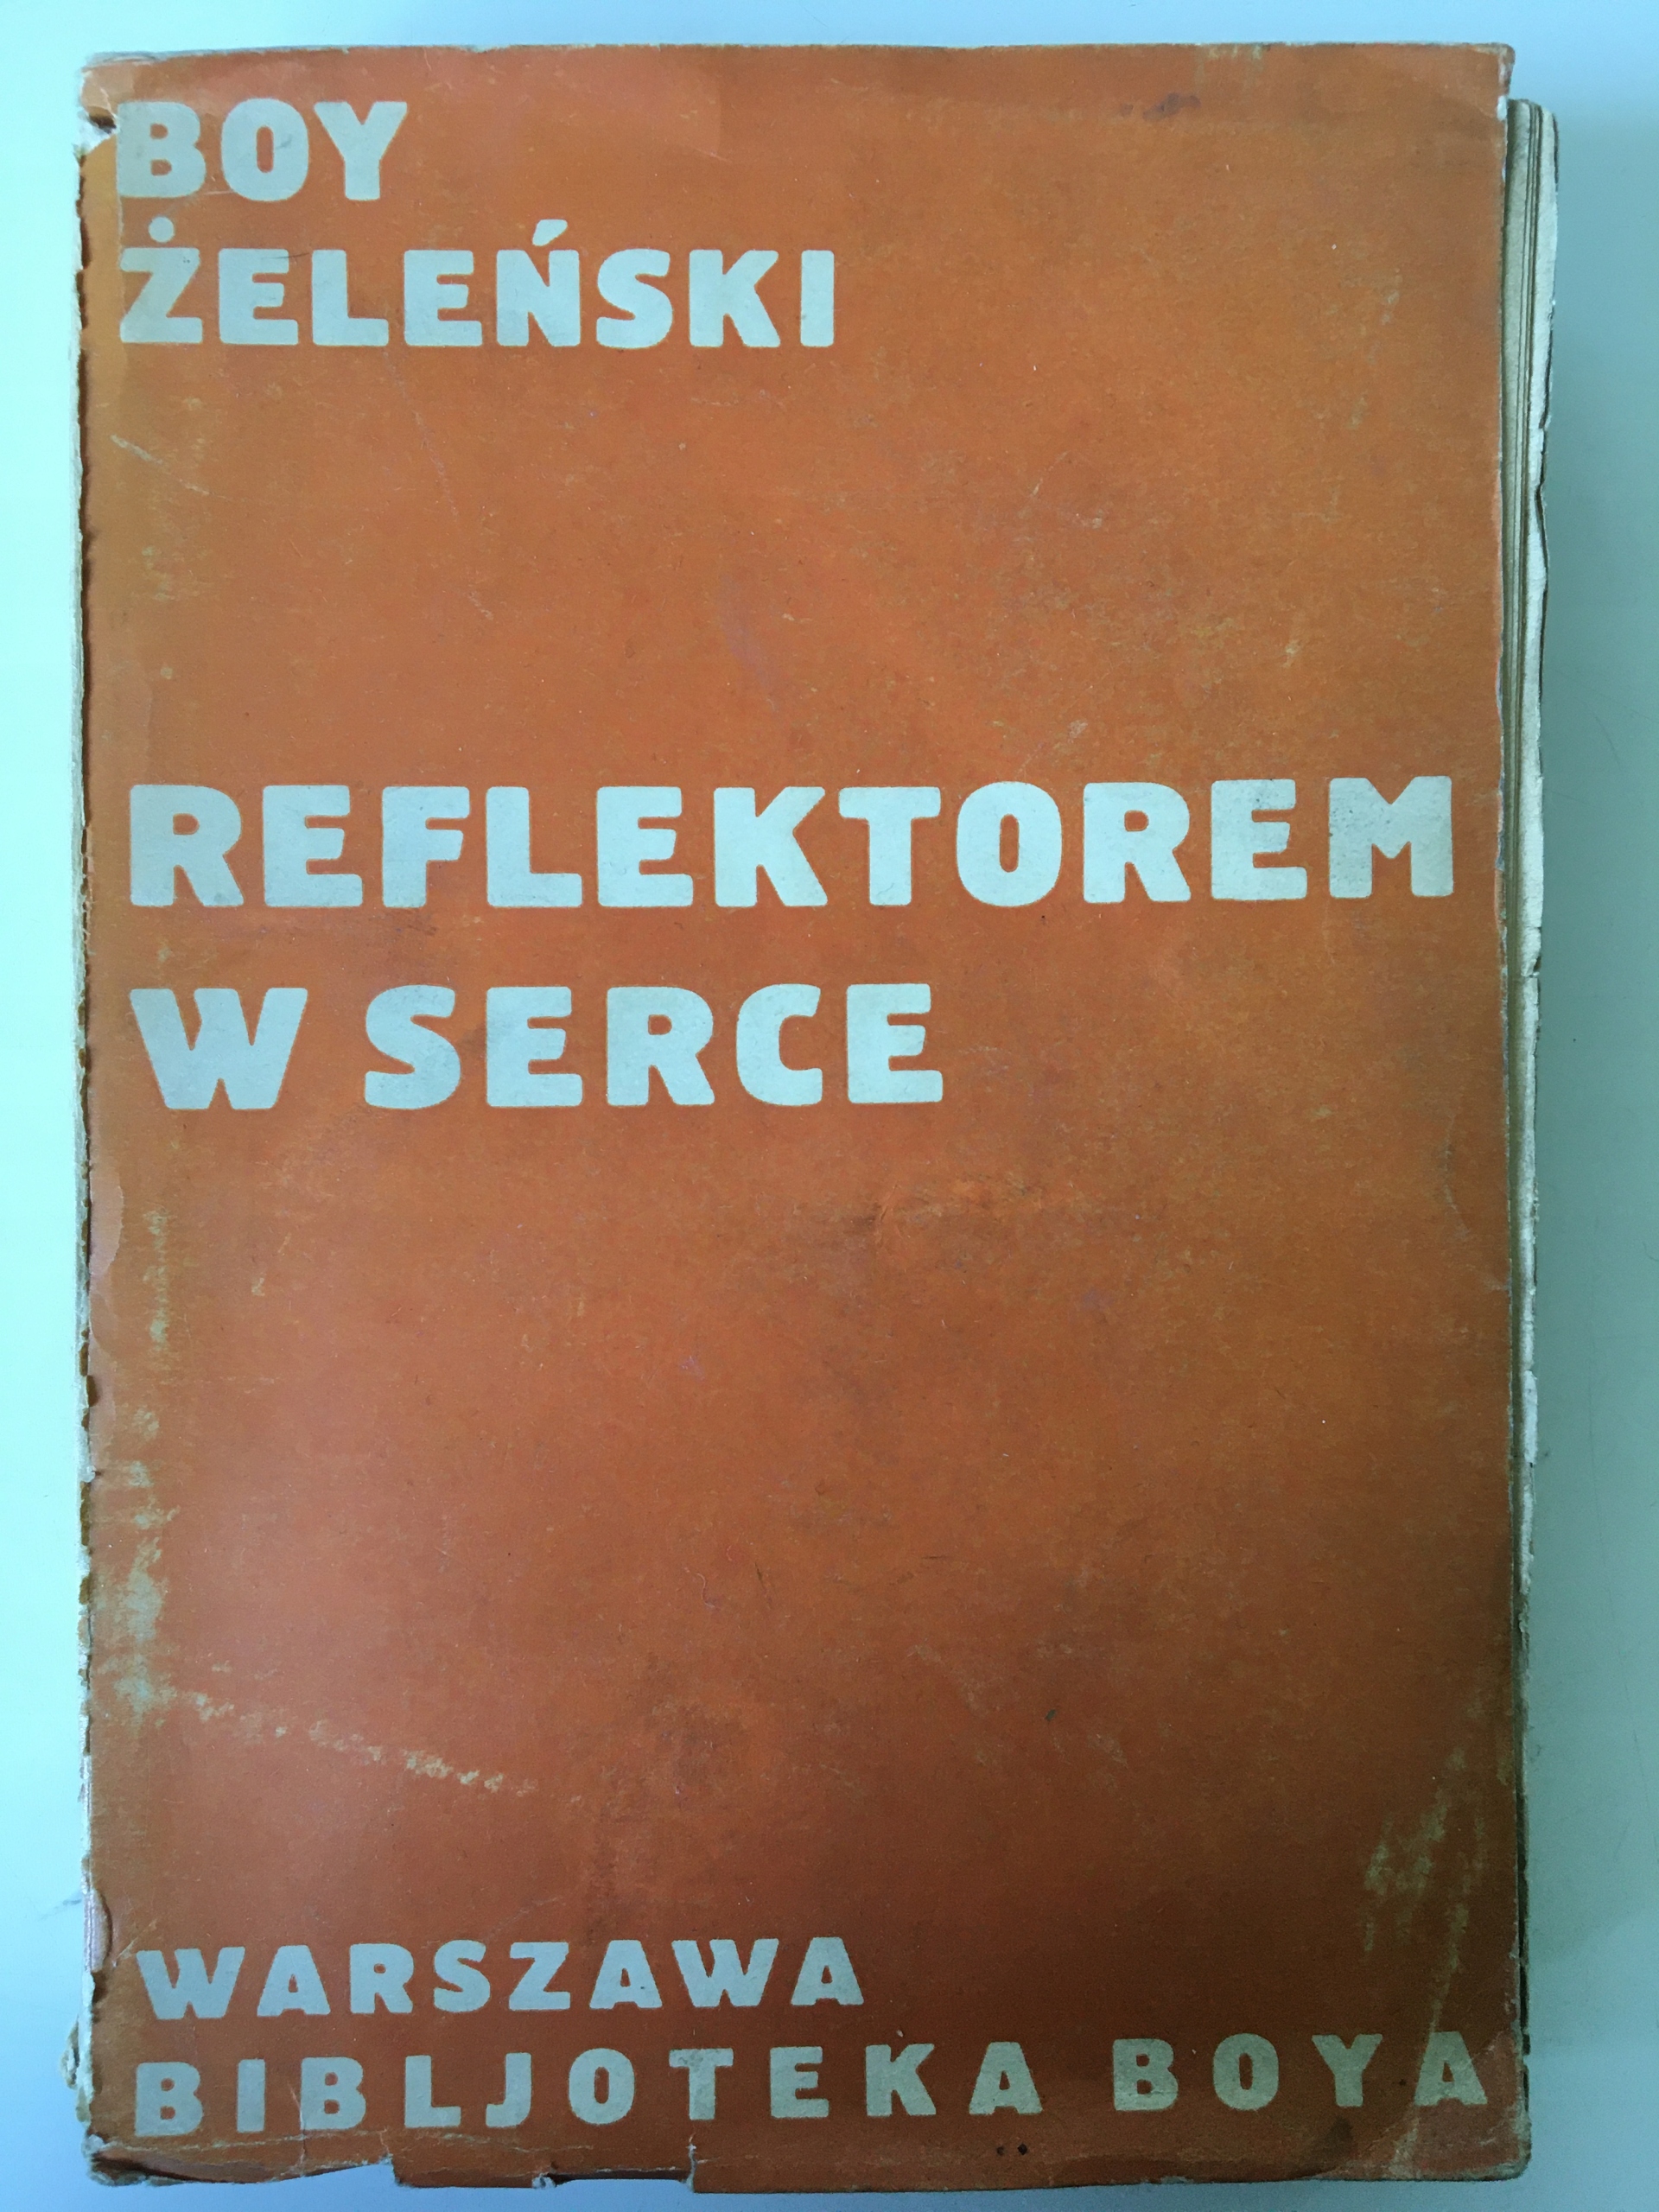 BOY
ŻELEŃSKI
REFLEKTOREM
W SERCE
WARSZAWA
BIBLJOTEKA BOYA